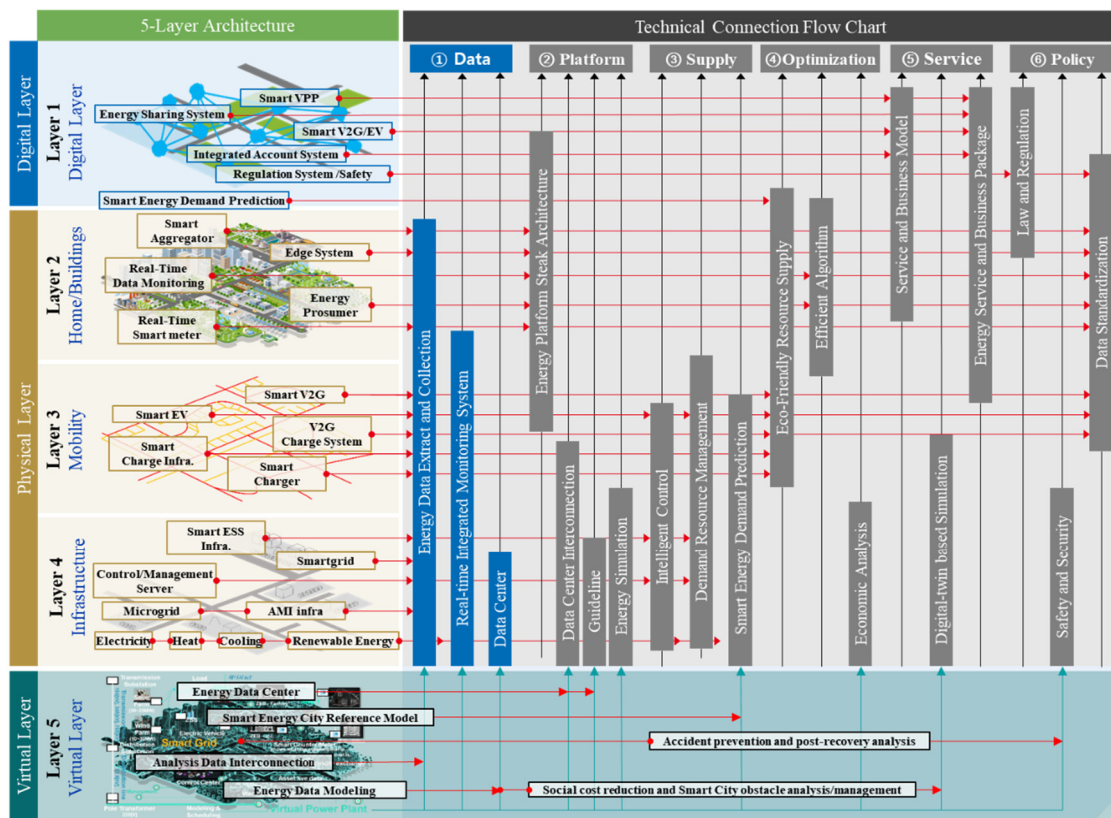 5-Layer Architecture
Technical Connection Flow Chart
① Data
② Platform
③ Supply
④Optimization
⑤ Service
⑥ Policy
Digital Layer
Layer 1
Digital Layer
Smart VPP
Energy Sharing System
Smart V2G/EV
Integrated Account System
Regulation System /Safety
Smart Energy Demand Prediction
Physical Layer
Layer 2
Home/Buildings
Smart
Aggregator
Edge System
Real-Time
Data Monitoring
Energy
Prosumer
Real-Time
Smart meter
Layer 3
Mobility
Smart V2G
Smart EV
V2G
Charge System
Smart
Charge Infra.
Smart
Charger
Layer 4
Infrastructure
Smart ESS
Infra.
Smartgrid
Control/Management
Server
Microgrid
AMI infra
Electricity
Heat
Cooling
Renewable Energy
Energy Data Extract and Collection
Real-time Integrated Monitoring System
Data Center
Energy Platform Steak Architecture
Data Center Interconnection
Guideline
Energy Simulation
Intelligent Control
Demand Resource Management
Smart Energy Demand Prediction
Eco-Friendly Resource Supply
Efficient Algorithm
Economic Analysis
Service and Business Model
Digital-twin based Simulation
Energy Service and Business Package
Law and Regulation
Safety and Security
Data Standardization
Virtual Layer
Layer 5
Virtual Layer
Energy Data Center
Smart Energy City Reference Model
Smart Grid
Accident prevention and post-recovery analysis
Analysis Data Interconnection
Control Center
Energy Data Modeling
Social cost reduction and Smart City obstacle analysis/management
Virtual Power Plant
Modeling &
Scheduling